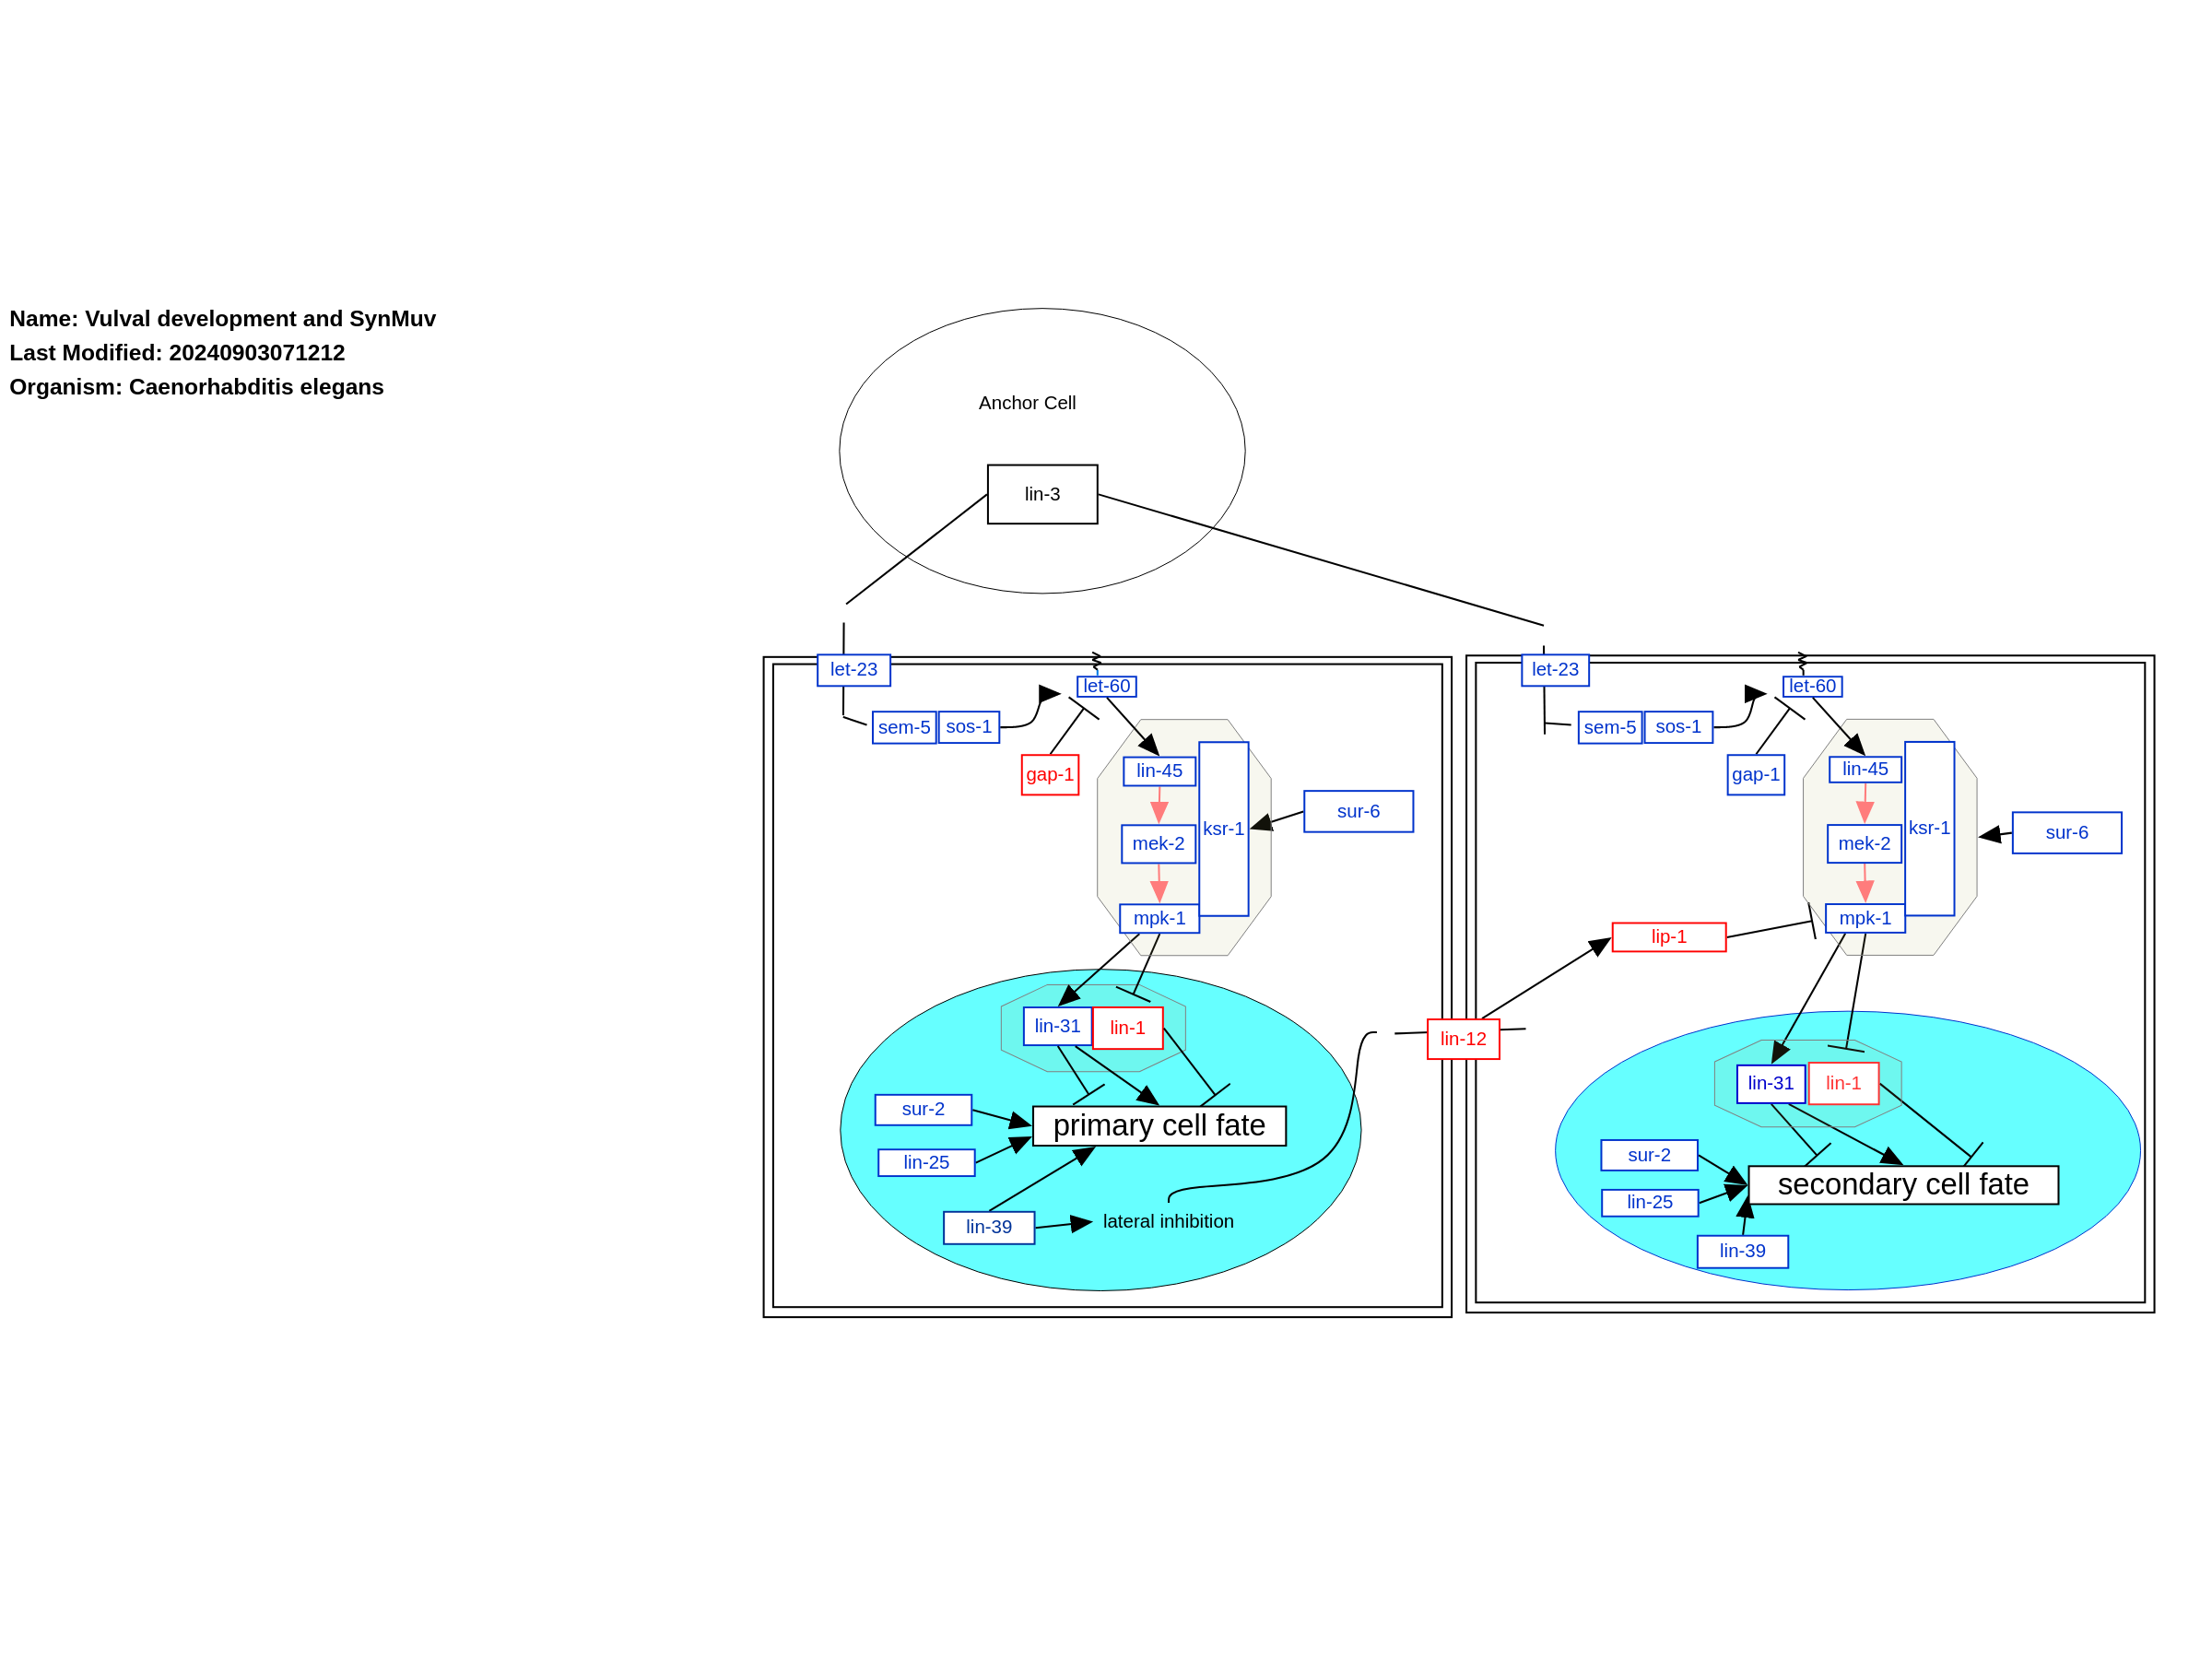 Name: Vulval development and SynMuv
Last Modified: 20240903071212
Organism: Caenorhabditis elegans
Anchor Cell
lin-3
let-23
let-60
sem-5
sos-1
gap-1
lin-45
ksr-1
mek-2
sur-6
mpk-1
lin-31
lin-1
sur-2
primary cell fate
lin-25
lin-39
lateral inhibition
lin-12
let-23
let-60
sem-5
sos-1
gap-1
lin-45
ksr-1
mek-2
sur-6
mpk-1
lip-1
lin-31
lin-1
sur-2
secondary cell fate
lin-25
lin-39